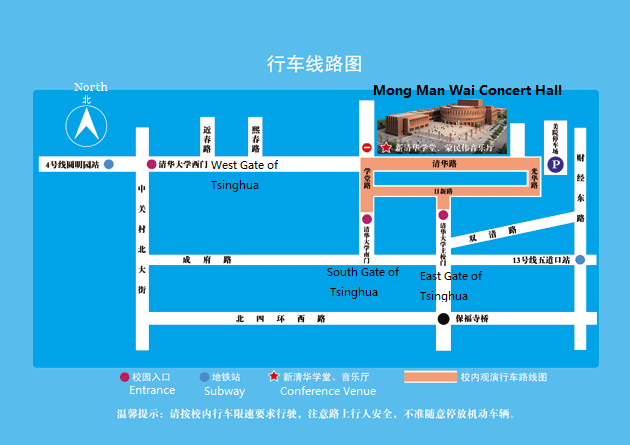 行车线路图
North
北
Mong Man Wai Concert Hall
近春路
熙春路
新清华学堂、蒙民伟音乐厅
美院停车场
P
4号线圆明园站
清华大学西门
West Gate of
Tsinghua
清华路
学堂路
日新路
光华路
财经东路
中关村北大街
清华大学南门
清华大学主校门
双清路
成府路
13号线五道口站
South Gate of
Tsinghua
East Gate of
Tsinghua
北四环西路
保福寺桥
校园入口
Entrance
地铁站
Subway
新清华学堂、音乐厅
Conference Venue
校内观演行车路线图
温馨提示：请按校内行车限速要求行驶，注意路上行人安全，不准随意停放机动车辆。